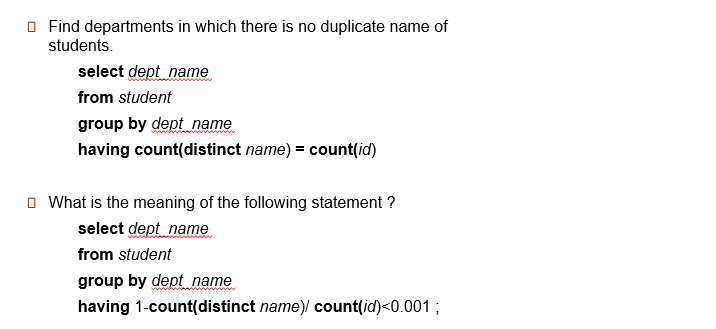 Find departments in which there is no duplicate name of
students.
select dept_name
from student
group by dept_name
having count(distinct name) = count(id)
What is the meaning of the following statement ?
select dept_name
from student
group by dept_name
having 1-count(distinct name)/ count(id)<0.001 ;